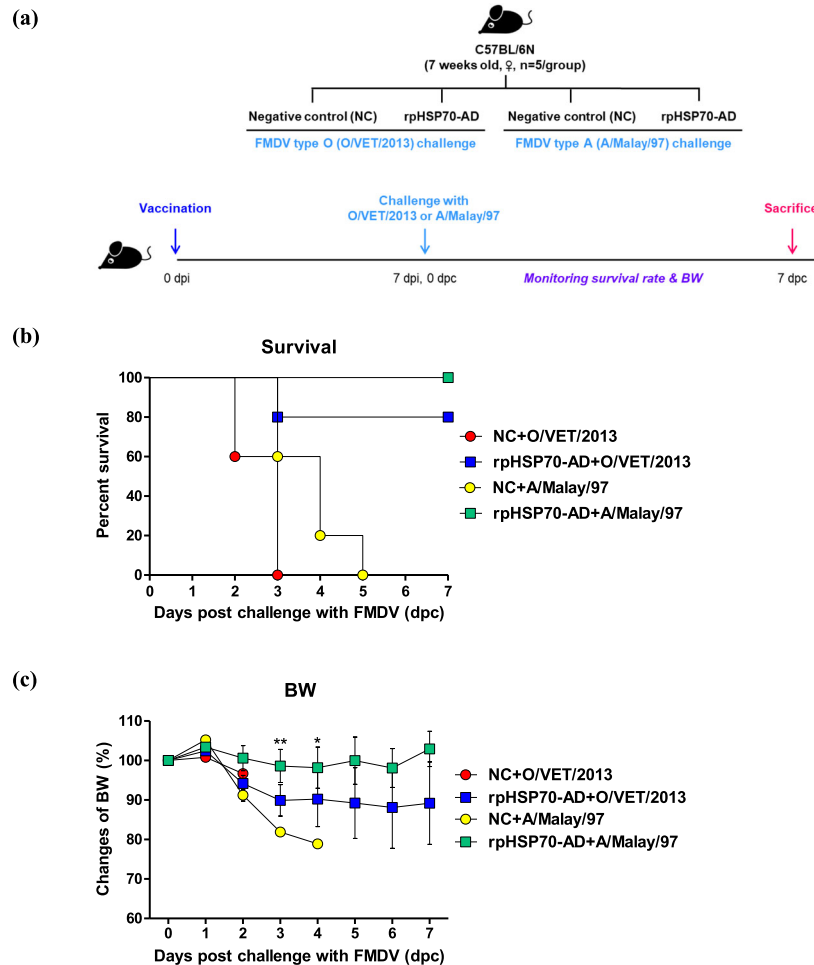 (a)
C57BL/6N
(7 weeks old, ♀, n=5/group)
Negative control (NC) rpHSP70-AD Negative control (NC) rpHSP70-AD
FMDV type O (O/VET/2013) challenge FMDV type A (A/Malay/97) challenge
Vaccination
Challenge with
O/VET/2013 or A/Malay/97
Sacrifice
0 dpi 7 dpi, 0 dpc Monitoring survival rate & BW 7 dpc
(b)
Survival
Percent survival
100
80
60
40
20
0
0 1 2 3 4 5 6 7
Days post challenge with FMDV (dpc)
NC+O/VET/2013
rpHSP70-AD+O/VET/2013
NC+A/Malay/97
rpHSP70-AD+A/Malay/97
(c)
BW
Changes of BW (%)
110
100
90
80
70
60
** *
0 1 2 3 4 5 6 7
Days post challenge with FMDV (dpc)
NC+O/VET/2013
rpHSP70-AD+O/VET/2013
NC+A/Malay/97
rpHSP70-AD+A/Malay/97